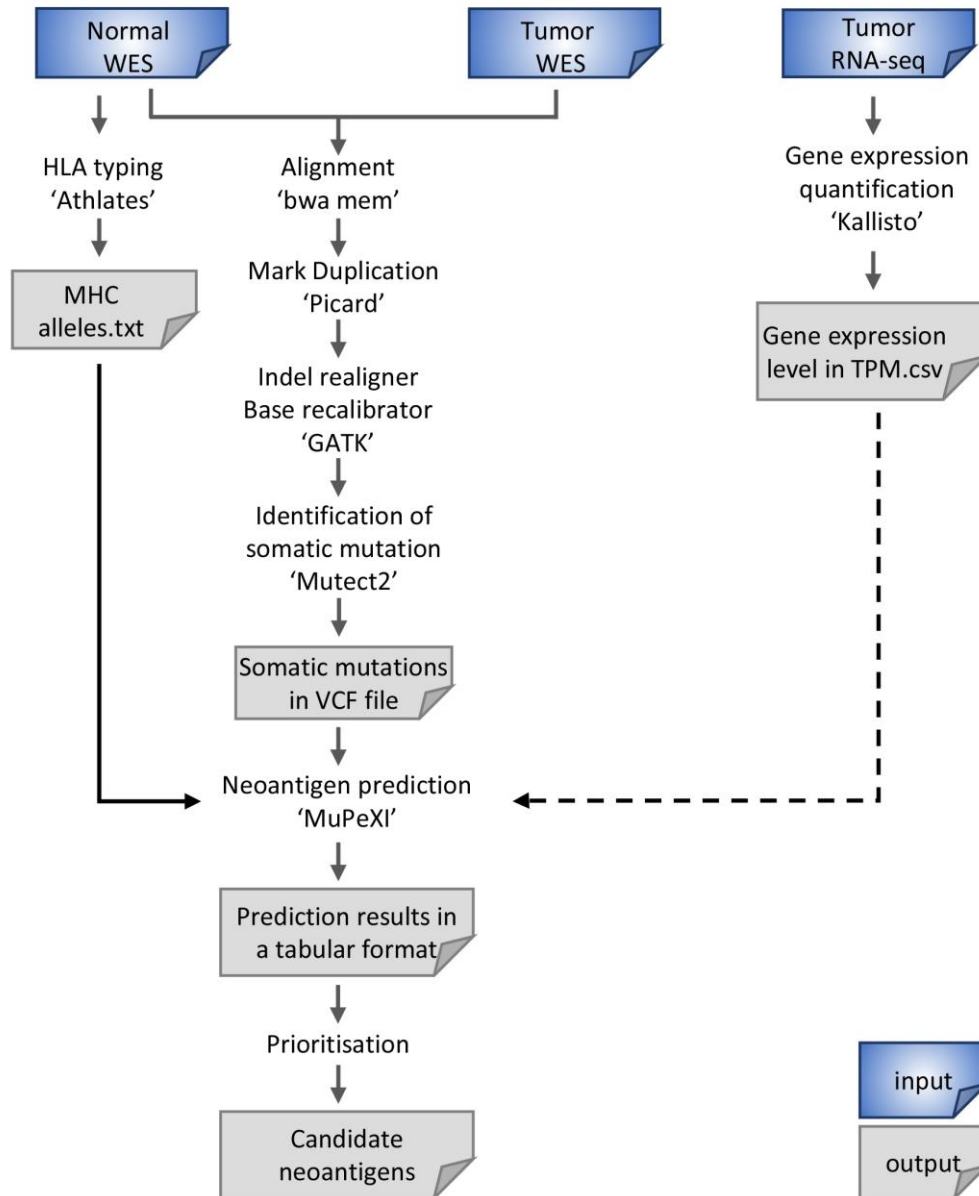 Normal
WES
Tumor
WES
Tumor
RNA-seq
HLA typing
‘Athlates’
Alignment
‘bwa mem’
Gene expression
quantification
‘Kallisto’
MHC
alleles.txt
Mark Duplication
‘Picard’
Gene expression
level in TPM.csv
Indel realigner
Base recalibrator
‘GATK’
Identification of
somatic mutation
‘Mutect2’
Somatic mutations
in VCF file
Neoantigen prediction
‘MuPeXI’
Prediction results in
a tabular format
Prioritisation
Candidate
neoantigens
input
output